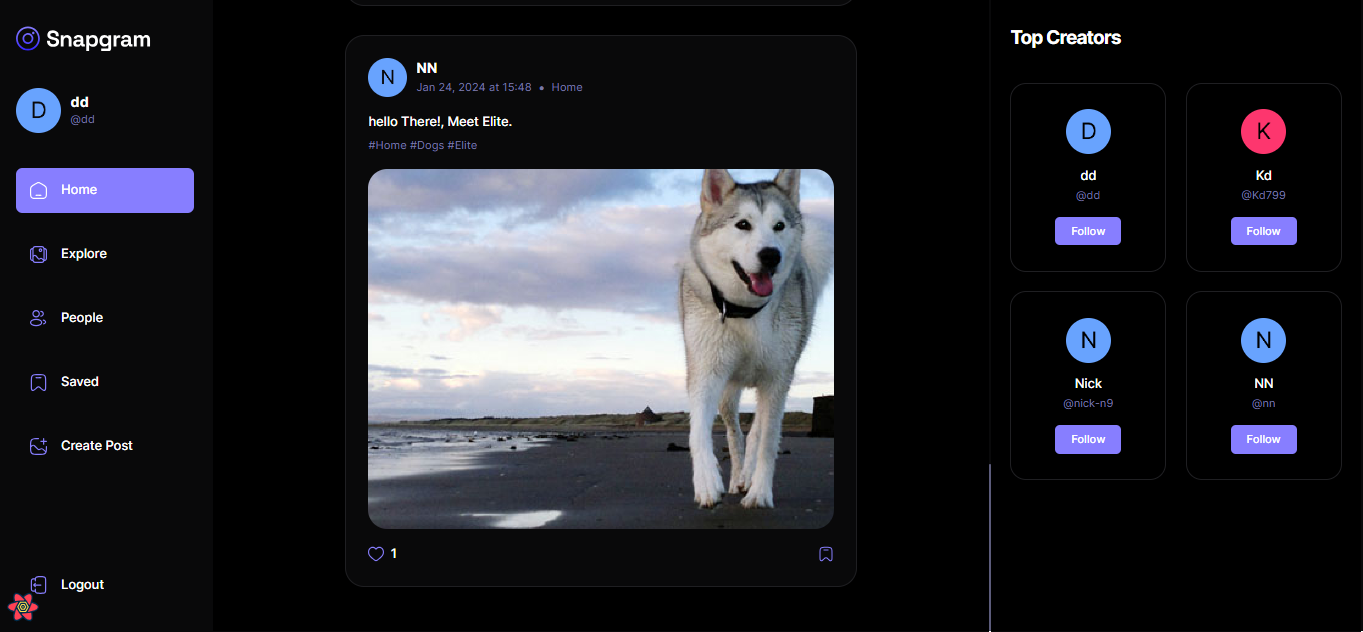 Snapgram
D
dd
@dd
Home
Explore
People
Saved
Create Post
Logout
N
NN
Jan 24, 2024 at 15:48 • Home
hello There!, Meet Elite.
#Home #Dogs #Elite
1
Top Creators
D
dd
@dd
Follow
K
Kd
@Kd799
Follow
N
Nick
@nick-n9
Follow
N
NN
@nn
Follow